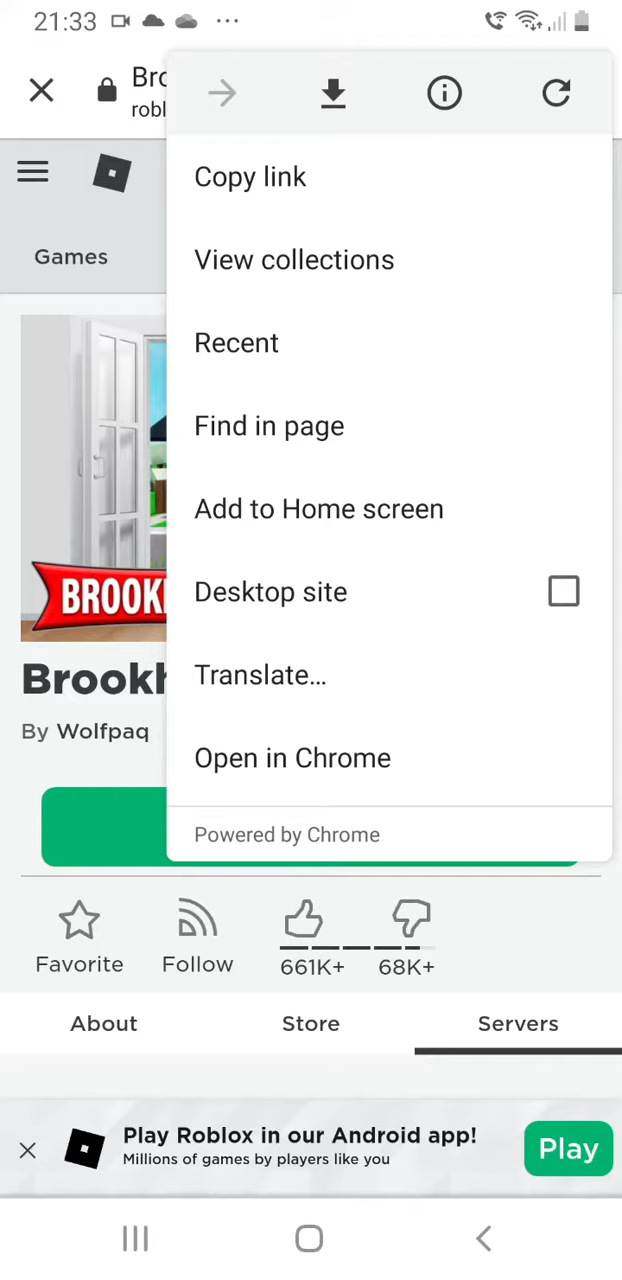 21:33
Bro
robl
Copy link
View collections
Recent
Find in page
Add to Home screen
Desktop site
Translate...
Open in Chrome
Powered by Chrome
Games
BROOK
Brookh
By Wolfpaq
Favorite
Follow
661K+
68K+
About
Store
Servers
Play Roblox in our Android app!
Millions of games by players like you
Play